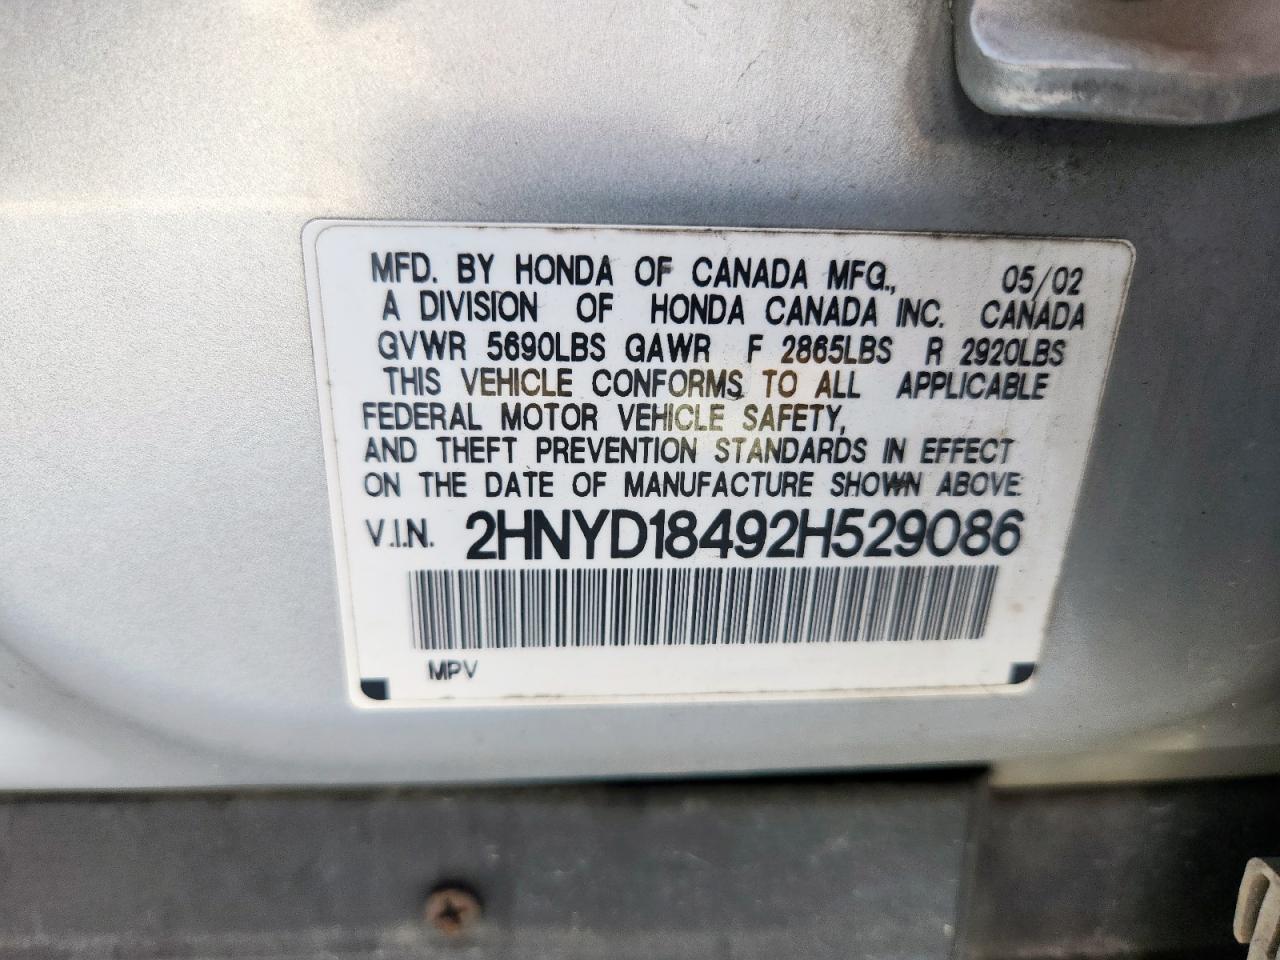 MFD. BY HONDA OF CANADA MFG., 05/02
A DIVISION OF HONDA CANADA INC. CANADA
GVWR 5690LBS GAWR F 2865LBS R 2920LBS
THIS VEHICLE CONFORMS TO ALL APPLICABLE
FEDERAL MOTOR VEHICLE SAFETY,
AND THEFT PREVENTION STANDARDS IN EFFECT
ON THE DATE OF MANUFACTURE SHOWN ABOVE.
V.I.N. 2HNYD18492H529086
MPV